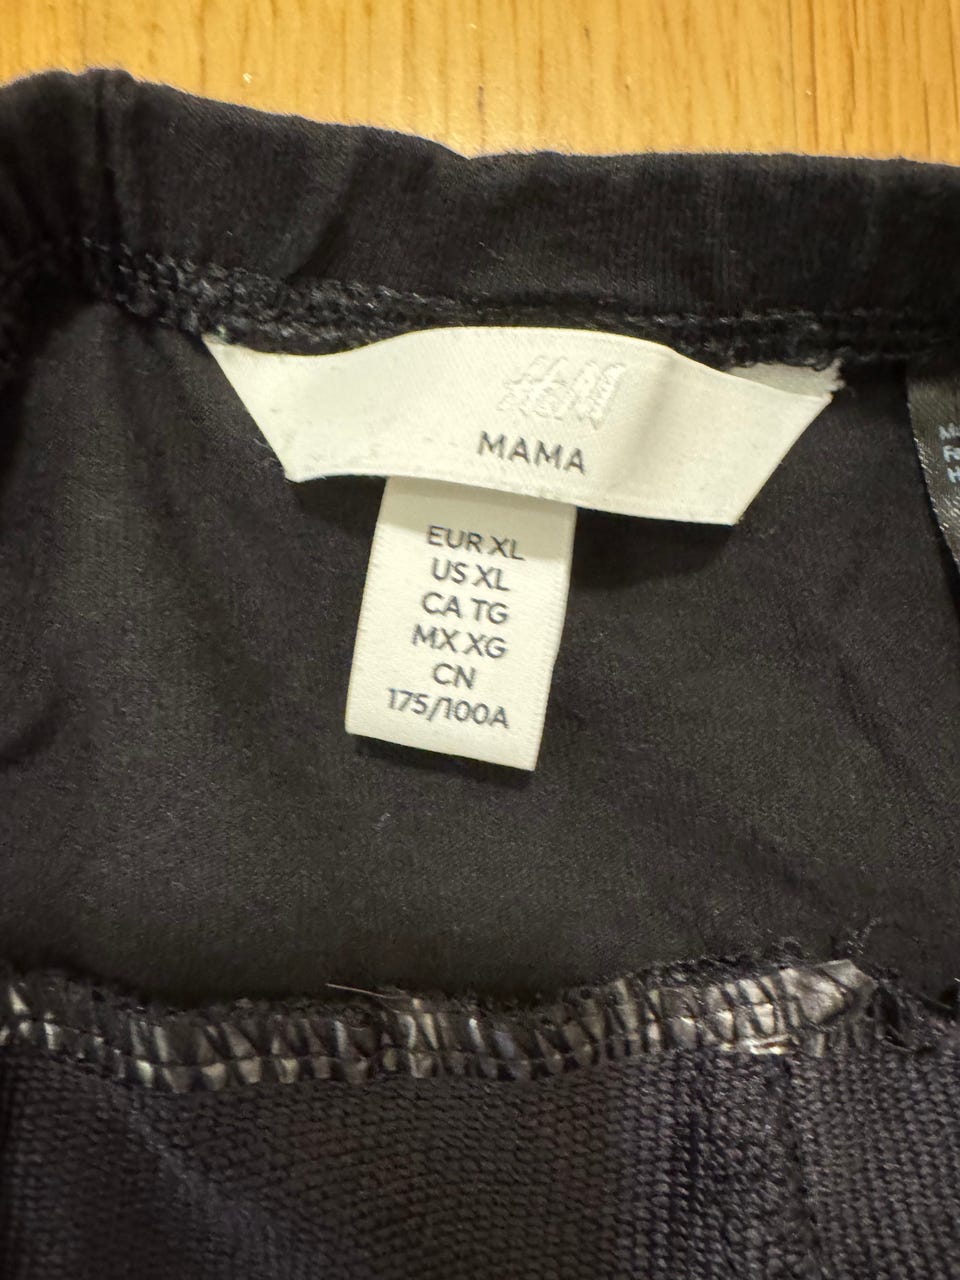 H&M
MAMA
EUR XL
US XL
CA TG
MX XG
CN
175/100A